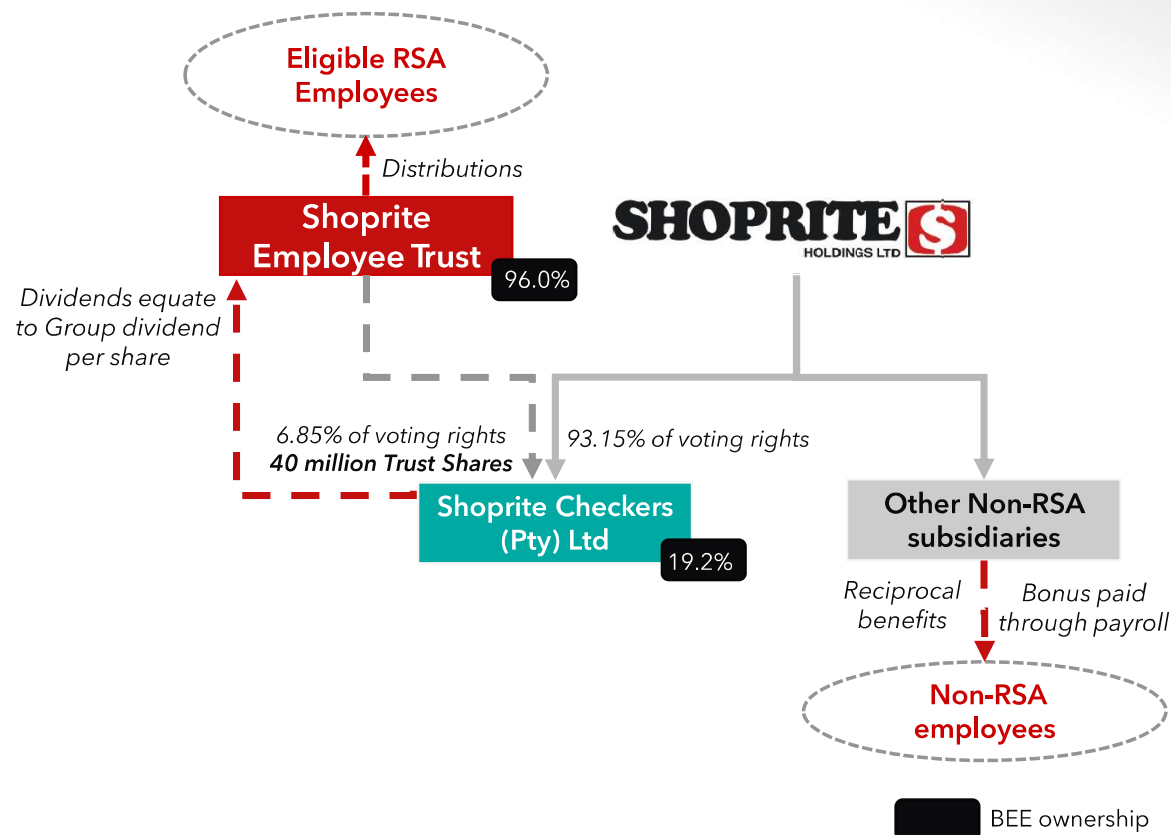 Eligible RSA
Employees
Distributions
Shoprite
Employee Trust
96.0%
SHOPRITE S
HOLDINGS LTD
Dividends equate
to Group dividend
per share
6.85% of voting rights
40 million Trust Shares
93.15% of voting rights
Shoprite Checkers
(Pty) Ltd
19.2%
Other Non-RSA
subsidiaries
Reciprocal
benefits
Bonus paid
through payroll
Non-RSA
employees
BEE ownership